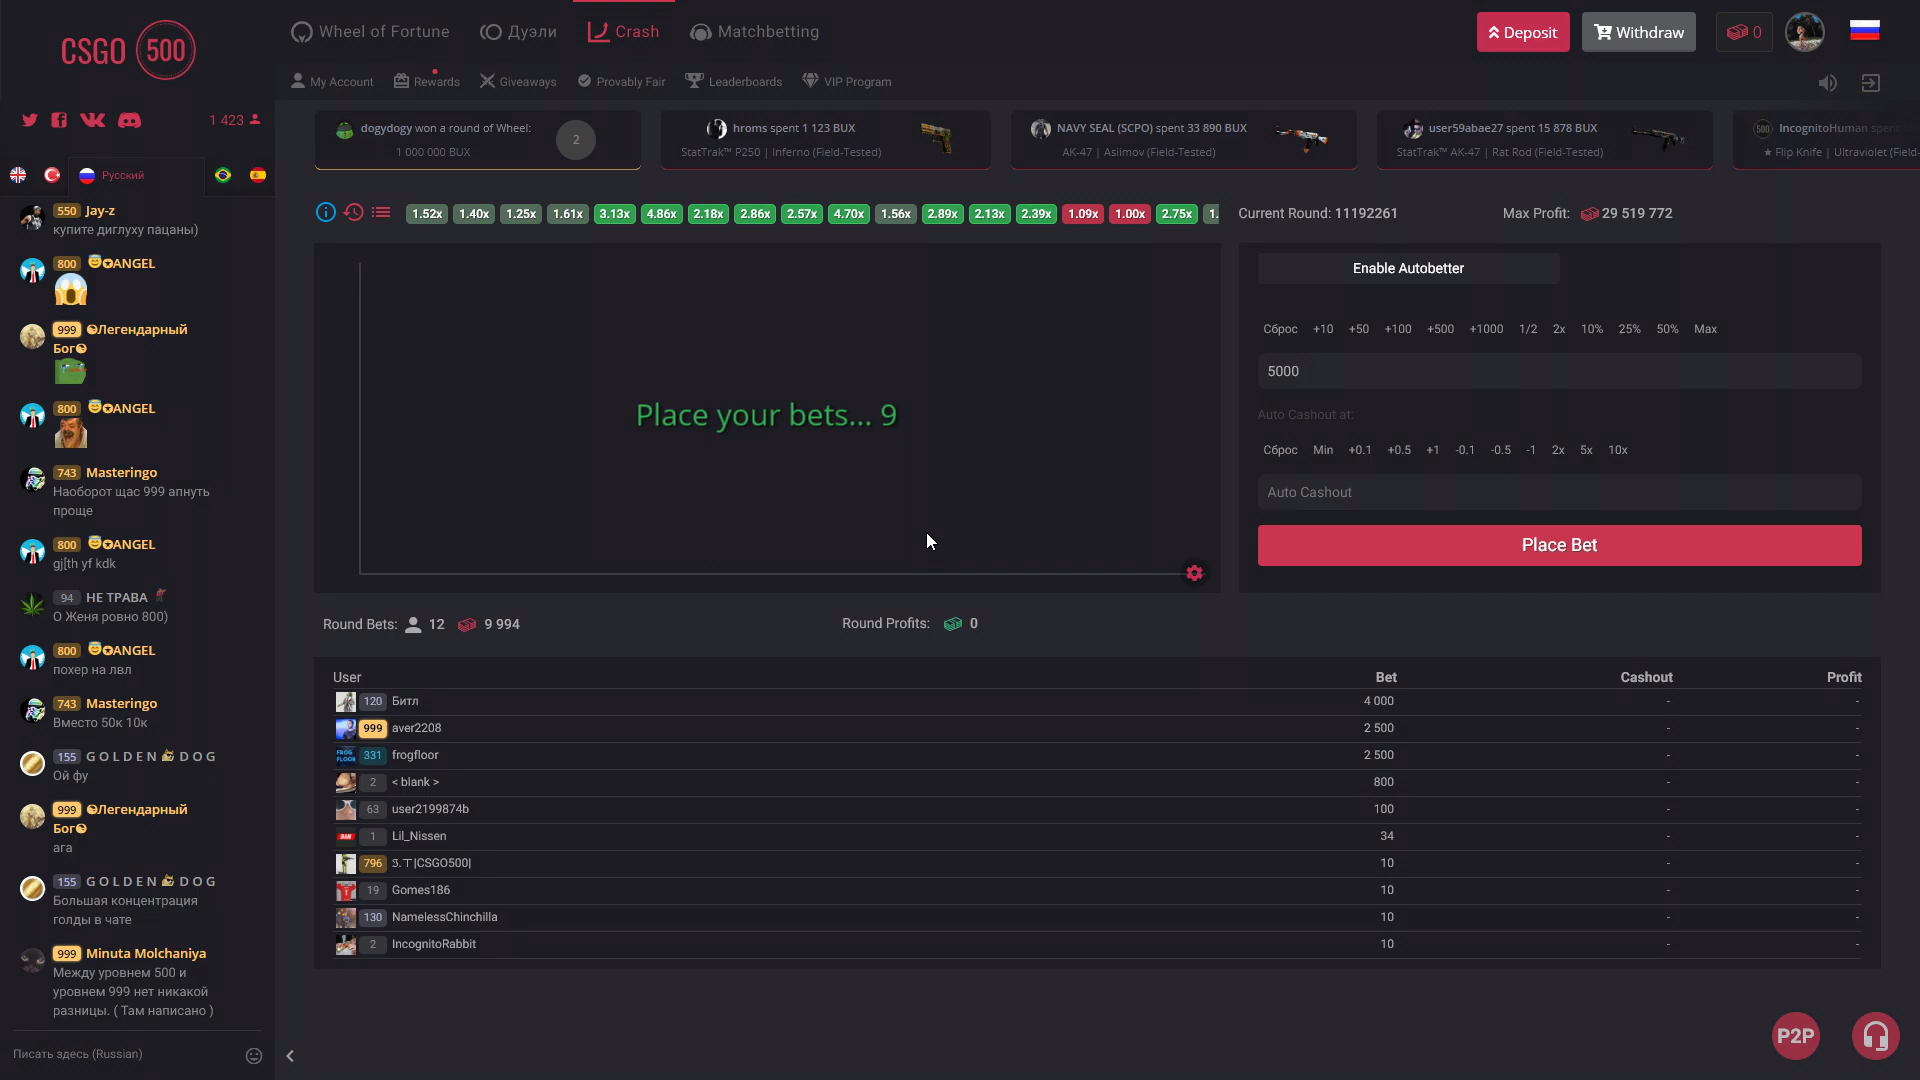 CSGO 500
Wheel of Fortune
Дуэли
Crash
Matchbetting
Deposit
Withdraw
0
My Account
Rewards
Giveaways
Provably Fair
Leaderboards
VIP Program
1 423
dogydogy won a round of Wheel:
1 000 000 BUX
2
hroms spent 1 123 BUX
StatTrak™ P250 | Inferno (Field-Tested)
NAVY SEAL (SCPO) spent 33 890 BUX
AK-47 | Asiimov (Field-Tested)
user59abae27 spent 15 878 BUX
StatTrak™ AK-47 | Rat Rod (Field-Tested)
500
IncognitoHuman spent
★ Flip Knife | Ultraviolet (Field-
Русский
550 Jay-z
купите диглуху пацаны)
800 😇✪ANGEL
999 Легендарный
Бог
800 😇✪ANGEL
743 Masteringo
Наоборот щас 999 апнуть
проще
800 😇✪ANGEL
gj[th yf kdk
94 НЕ ТРАВА
О Женя ровно 800)
800 😇✪ANGEL
похер на лвл
743 Masteringo
Вместо 50к 10к
155 G O L D E N D O G
Ой фу
999 Легендарный
Бог
ага
155 G O L D E N D O G
Большая концентрация
голды в чате
999 Minuta Molchaniya
Между уровнем 500 и
уровнем 999 нет никакой
разницы. ( Там написано )
Писать здесь (Russian)
1.52x 1.40x 1.25x 1.61x 3.13x 4.86x 2.18x 2.86x 2.57x 4.70x 1.56x 2.89x 2.13x 2.39x 1.09x 1.00x 2.75x 1.
Current Round: 11192261
Max Profit: 29 519 772
Place your bets... 9
Enable Autobetter
Сброс +10 +50 +100 +500 +1000 1/2 2x 10% 25% 50% Max
5000
Auto Cashout at:
Сброс Min +0.1 +0.5 +1 -0.1 -0.5 -1 2x 5x 10x
Auto Cashout
Place Bet
Round Bets: 12 9 994
Round Profits: 0
User Bet Cashout Profit
120 Битл 4 000 - -
999 aver2208 2 500 - -
FROG FLOOR 331 frogfloor 2 500 - -
2 < blank > 800 - -
63 user2199874b 100 - -
1 Lil_Nissen 34 - -
796 3.T|CSGO500| 10 - -
19 Gomes186 10 - -
130 NamelessChinchilla 10 - -
2 IncognitoRabbit 10 - -
P2P